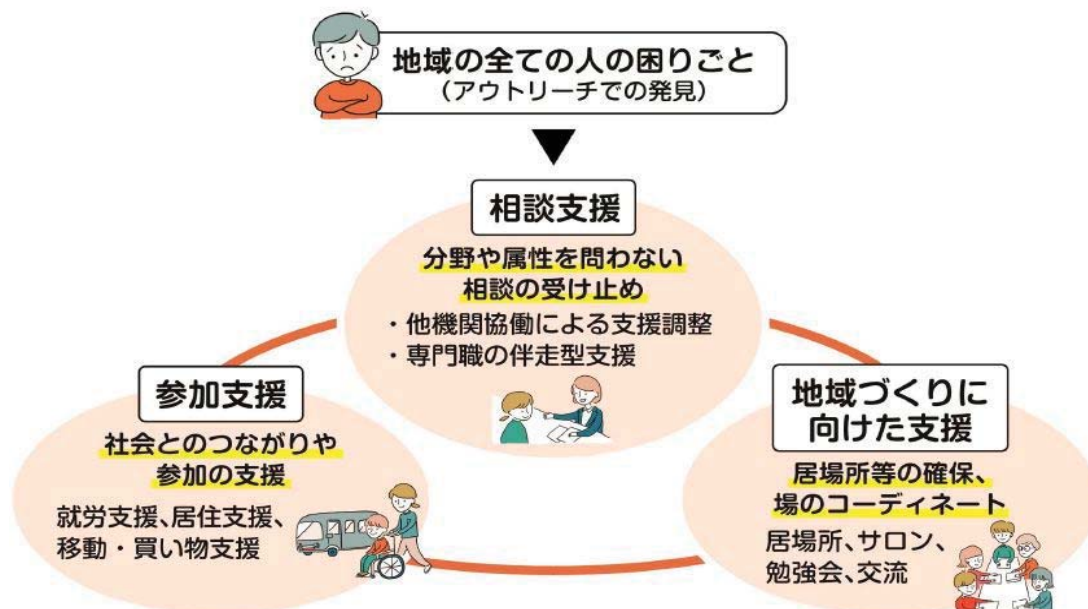 地域の全ての人の困りごと
（アウトリーチでの発見）
相談支援
分野や属性を問わない
相談の受け止め
・他機関協働による支援調整
・専門職の伴走型支援
参加支援
社会とのつながりや
参加の支援
就労支援、居住支援、
移動・買い物支援
地域づくりに
向けた支援
居場所等の確保、
場のコーディネート
居場所、サロン、
勉強会、交流